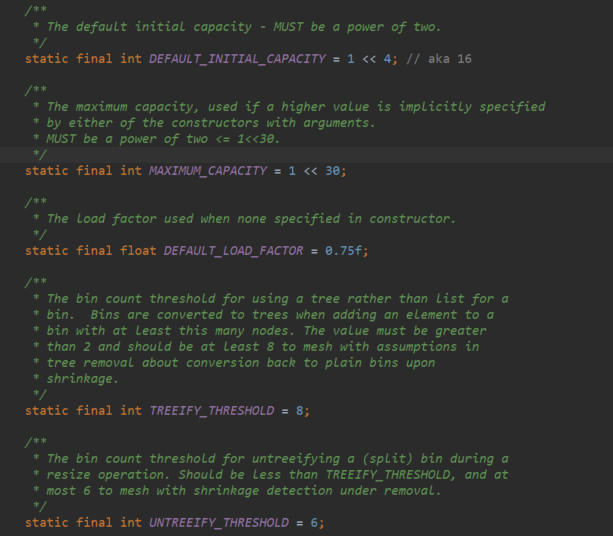 /**
 * The default initial capacity - MUST be a power of two.
 */
static final int DEFAULT_INITIAL_CAPACITY = 1 << 4; // aka 16
/**
 * The maximum capacity, used if a higher value is implicitly specified
 * by either of the constructors with arguments.
 * MUST be a power of two <= 1<<30.
 */
static final int MAXIMUM_CAPACITY = 1 << 30;
/**
 * The load factor used when none specified in constructor.
 */
static final float DEFAULT_LOAD_FACTOR = 0.75f;
/**
 * The bin count threshold for using a tree rather than list for a
 * bin.  Bins are converted to trees when adding an element to a
 * bin with at least this many nodes. The value must be greater
 * than 2 and should be at least 8 to mesh with assumptions in
 * tree removal about conversion back to plain bins upon
 * shrinkage.
 */
static final int TREEIFY_THRESHOLD = 8;
/**
 * The bin count threshold for untreeifying a (split) bin during a
 * resize operation. Should be less than TREEIFY_THRESHOLD, and at
 * most 6 to mesh with shrinkage detection under removal.
 */
static final int UNTREEIFY_THRESHOLD = 6;